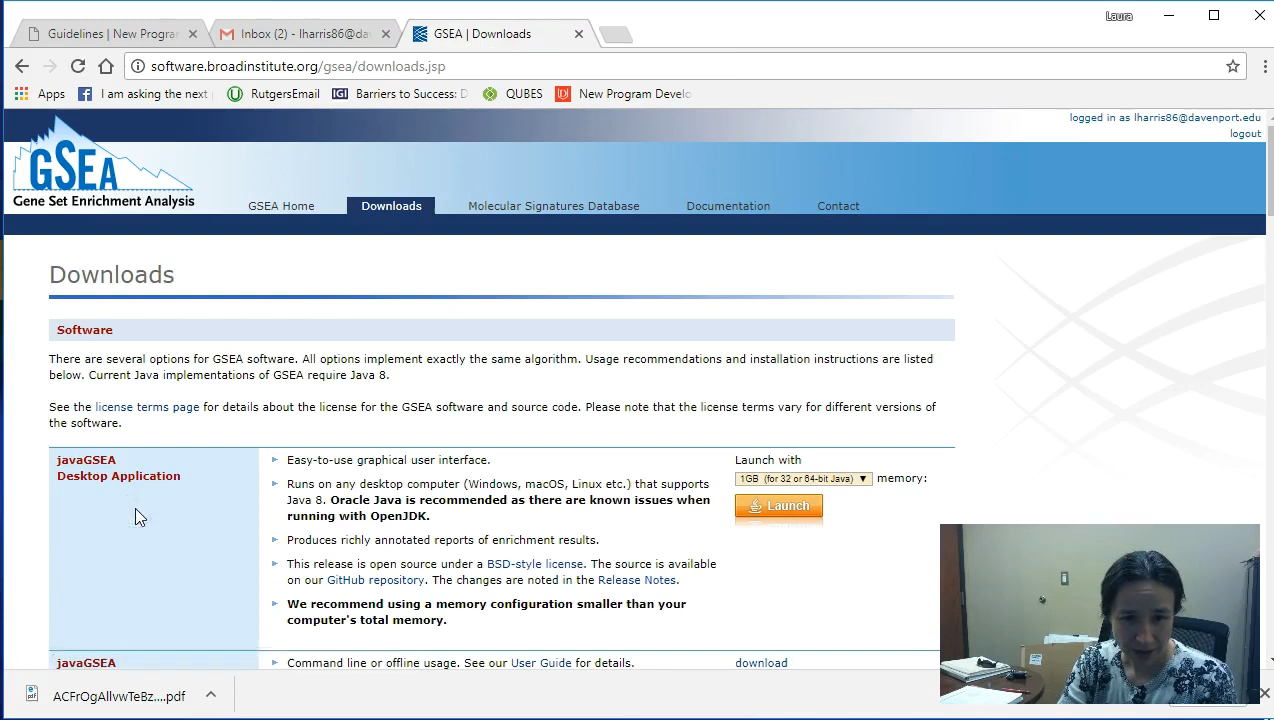 Laura
Guidelines | New Progra
Inbox (2) - lharris86@da
GSEA | Downloads
software.broadinstitute.org/gsea/downloads.jsp
Apps
I am asking the next
RutgersEmail
IGI
Barriers to Success: D
QUBES
New Program Develo
logged in as lharris86@davenport.edu
logout
GSEA
Gene Set Enrichment Analysis
GSEA Home
Downloads
Molecular Signatures Database
Documentation
Contact
Downloads
Software
There are several options for GSEA software. All options implement exactly the same algorithm. Usage recommendations and installation instructions are listed
below. Current Java implementations of GSEA require Java 8.
See the license terms page for details about the license for the GSEA software and source code. Please note that the license terms vary for different versions of
the software.
javaGSEA
Desktop Application
Easy-to-use graphical user interface.
Runs on any desktop computer (Windows, macOS, Linux etc.) that supports
Java 8. Oracle Java is recommended as there are known issues when
running with OpenJDK.
Produces richly annotated reports of enrichment results.
This release is open source under a BSD-style license. The source is available
on our GitHub repository. The changes are noted in the Release Notes.
We recommend using a memory configuration smaller than your
computer's total memory.
Launch with
1GB (for 32 or 64-bit Java) memory:
Launch
javaGSEA
Command line or offline usage. See our User Guide for details.
download
pdf
ACFrOgAllvwTeBz....pdf